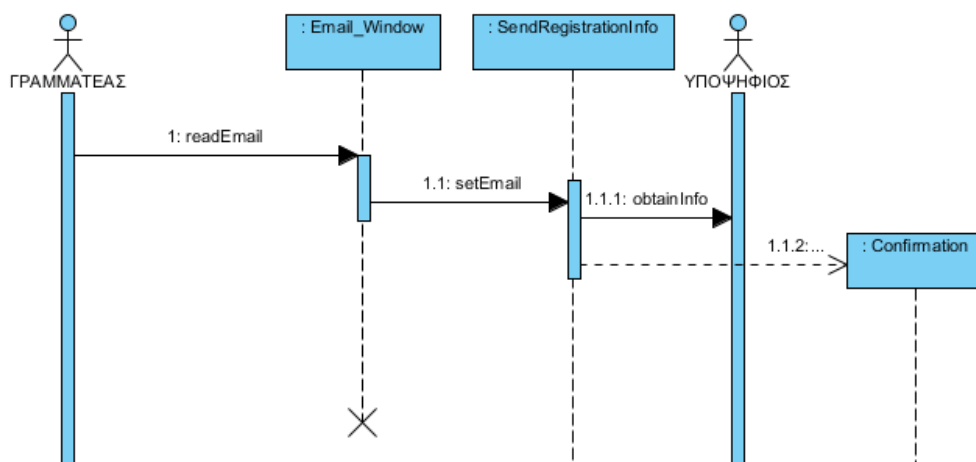 : Email_Window
: SendRegistrationInfo
ΓΡΑΜΜΑΤΕΑΣ
ΥΠΟΨΗΦΙΟΣ
1: readEmail
1.1: setEmail
1.1.1: obtainInfo
1.1.2:...
: Confirmation